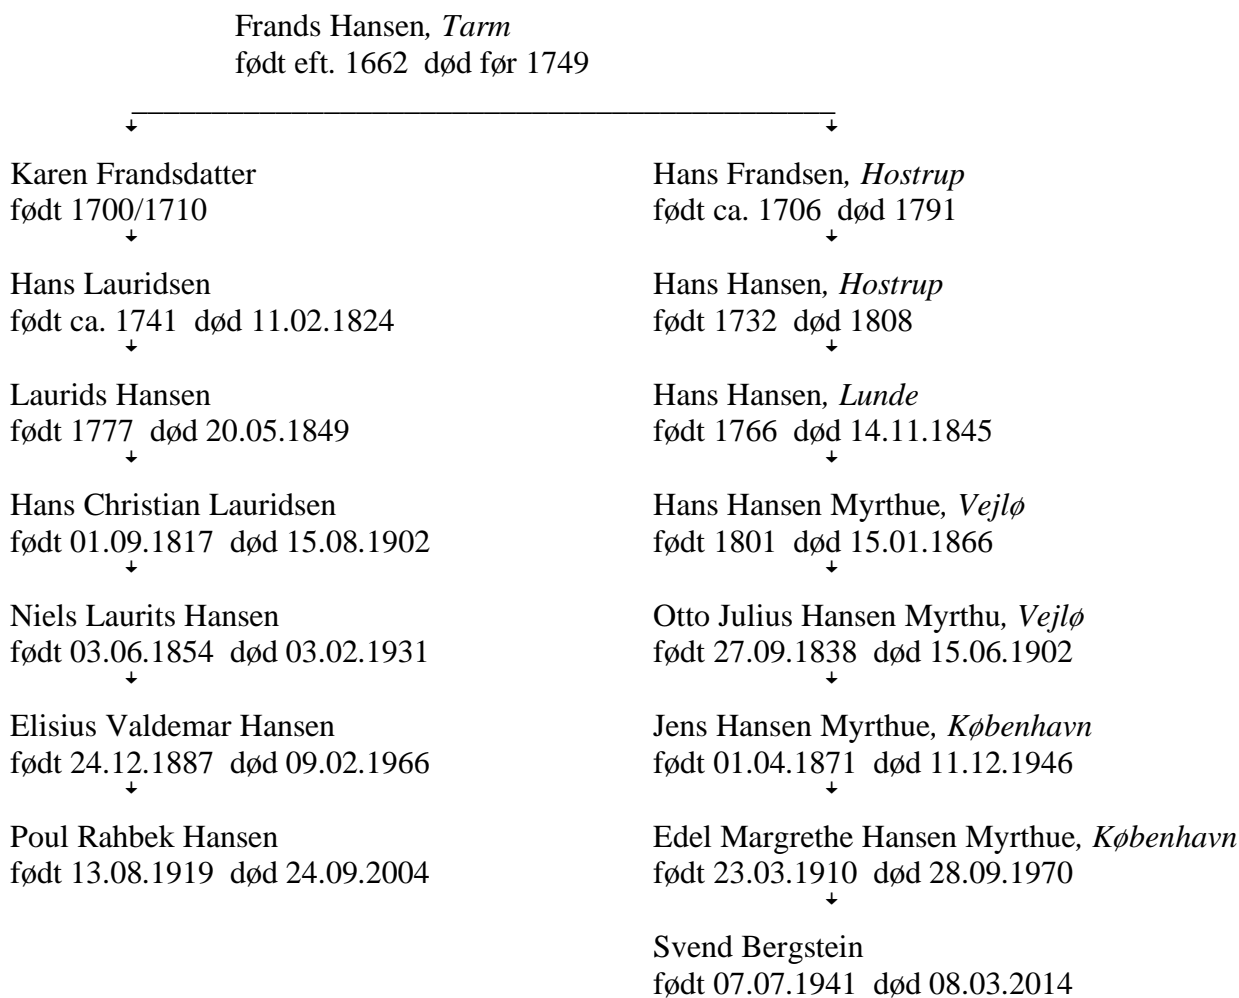 Frands Hansen, Tarm
født eft. 1662  død før 1749
Karen Frandsdatter
født 1700/1710
Hans Lauridsen
født ca. 1741  død 11.02.1824
Laurids Hansen
født 1777  død 20.05.1849
Hans Christian Lauridsen
født 01.09.1817  død 15.08.1902
Niels Laurits Hansen
født 03.06.1854  død 03.02.1931
Elisius Valdemar Hansen
født 24.12.1887  død 09.02.1966
Poul Rahbek Hansen
født 13.08.1919  død 24.09.2004
Hans Frandsen, Hostrup
født ca. 1706  død 1791
Hans Hansen, Hostrup
født 1732  død 1808
Hans Hansen, Lunde
født 1766  død 14.11.1845
Hans Hansen Myrthue, Vejlø
født 1801  død 15.01.1866
Otto Julius Hansen Myrthu, Vejlø
født 27.09.1838  død 15.06.1902
Jens Hansen Myrthue, København
født 01.04.1871  død 11.12.1946
Edel Margrethe Hansen Myrthue, København
født 23.03.1910  død 28.09.1970
Svend Bergstein
født 07.07.1941  død 08.03.2014